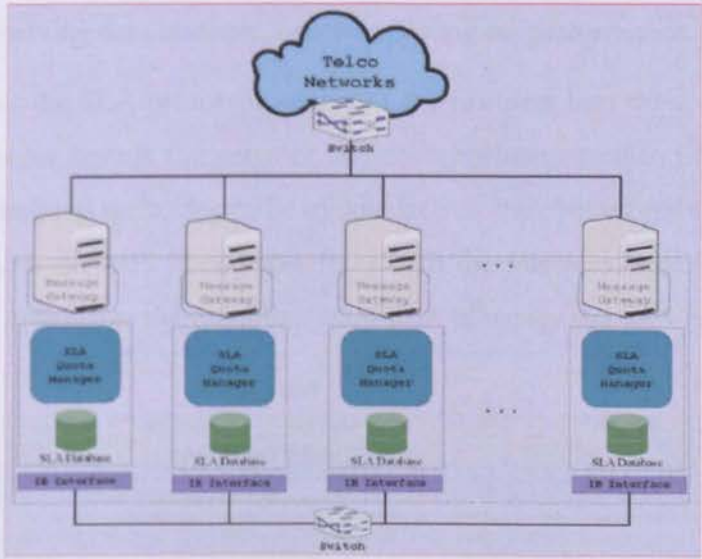 Telco
Networks
Switch
Message
Gateway
Message
Gateway
Message
Gateway
Message
Gateway
. . .
SLA
Quota
Manager
SLA
Quota
Manager
SLA
Quota
Manager
SLA
Quota
Manager
. . .
SLA Database
SLA Database
SLA Database
SLA Database
IB Interface
IB Interface
IB Interface
IB Interface
Switch